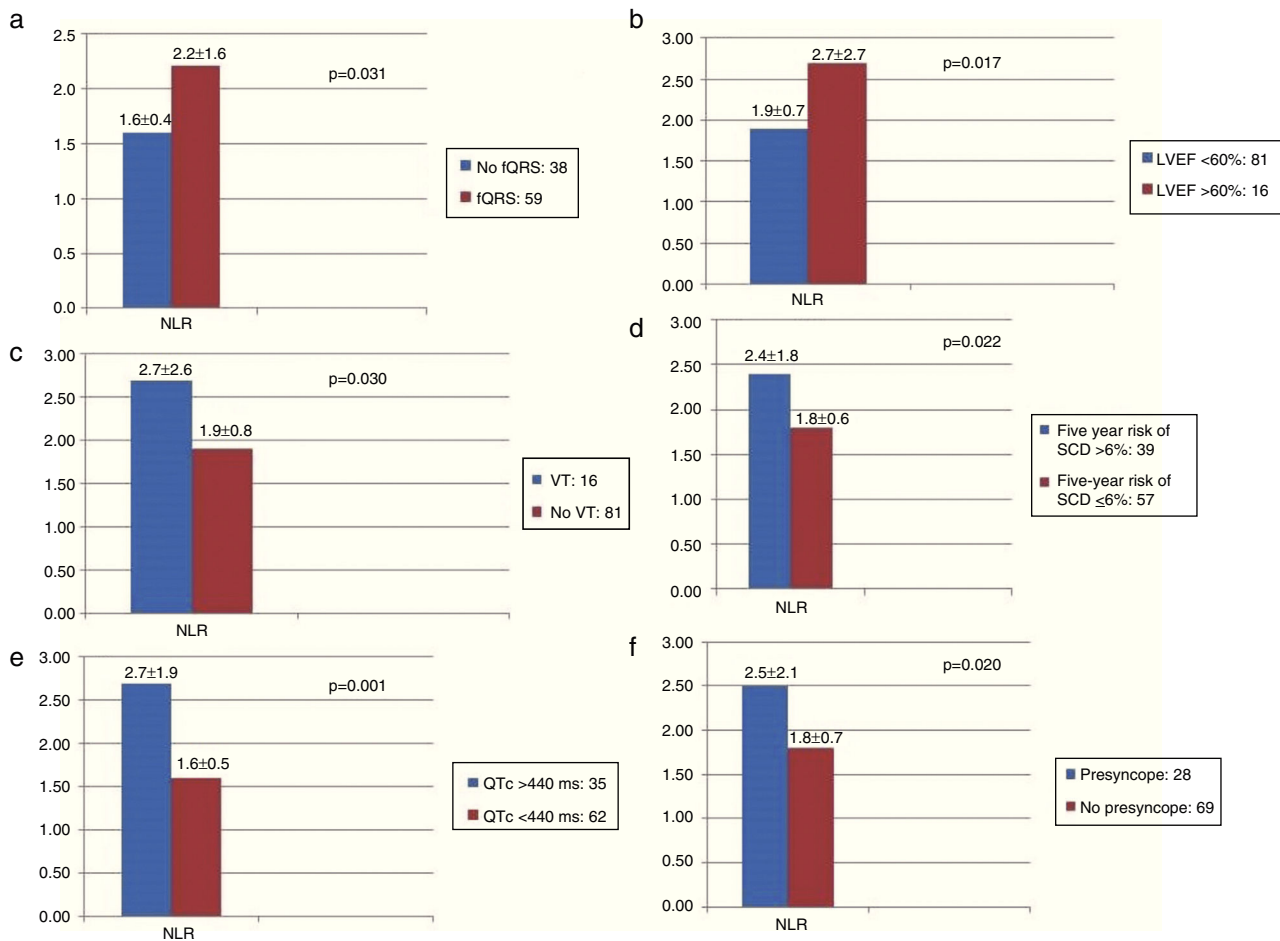 a
2.5
2.0
1.5
1.0
0.5
0.0
1.6±0.4
2.2±1.6
p=0.031
NLR
No fQRS: 38
fQRS: 59
b
3.00
2.50
2.00
1.50
1.00
0.50
0.00
1.9±0.7
2.7±2.7
p=0.017
NLR
LVEF <60%: 81
LVEF >60%: 16
c
3.00
2.50
2.00
1.50
1.00
0.50
0.00
2.7±2.6
1.9±0.8
p=0.030
NLR
VT: 16
No VT: 81
d
3.00
2.50
2.00
1.50
1.00
0.50
0.00
2.4±1.8
1.8±0.6
p=0.022
NLR
Five year risk of
SCD >6%: 39
Five-year risk of
SCD ≤6%: 57
e
3.00
2.50
2.00
1.50
1.00
0.50
0.00
2.7±1.9
1.6±0.5
p=0.001
NLR
QTc >440 ms: 35
QTc <440 ms: 62
f
3.00
2.50
2.00
1.50
1.00
0.50
0.00
2.5±2.1
1.8±0.7
p=0.020
NLR
Presyncope: 28
No presyncope: 69